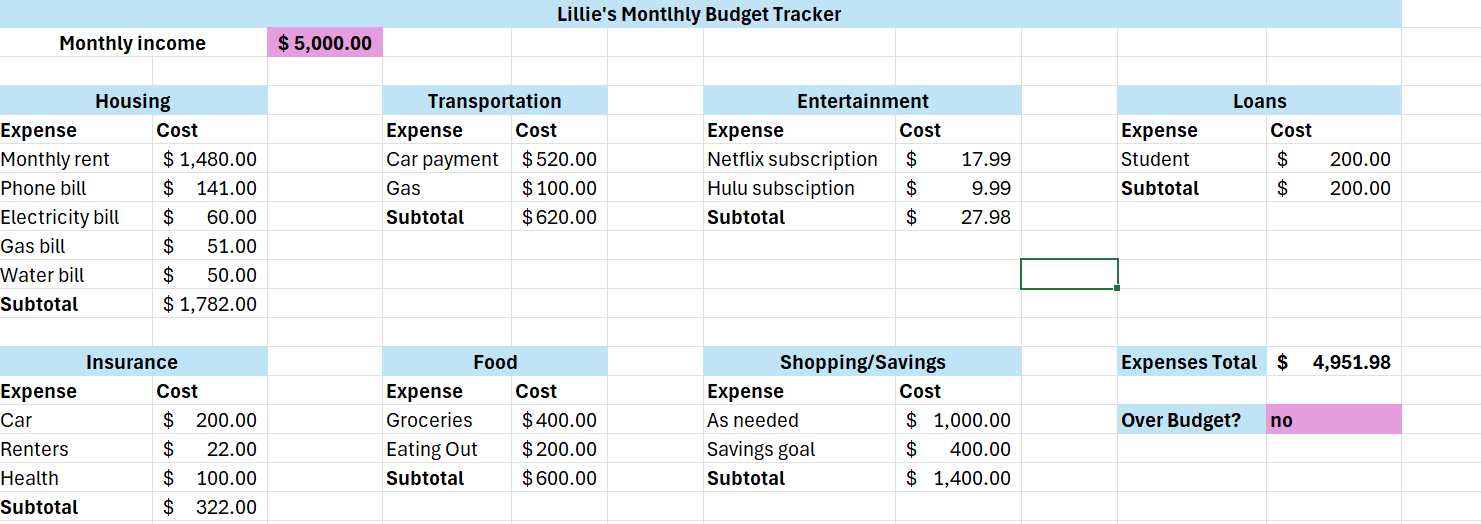 Lillie's Montlhly Budget Tracker
Monthly income $ 5,000.00
Housing Transportation Entertainment Loans
Expense Cost Expense Cost Expense Cost Expense Cost
Monthly rent $ 1,480.00 Car payment $ 520.00 Netflix subscription $ 17.99 Student $ 200.00
Phone bill $ 141.00 Gas $ 100.00 Hulu subsciption $ 9.99 Subtotal $ 200.00
Electricity bill $ 60.00 Subtotal $ 620.00 Subtotal $ 27.98
Gas bill $ 51.00
Water bill $ 50.00
Subtotal $ 1,782.00
Insurance Food Shopping/Savings Expenses Total $ 4,951.98
Expense Cost Expense Cost Expense Cost
Car $ 200.00 Groceries $ 400.00 As needed $ 1,000.00 Over Budget? no
Renters $ 22.00 Eating Out $ 200.00 Savings goal $ 400.00
Health $ 100.00 Subtotal $ 600.00 Subtotal $ 1,400.00
Subtotal $ 322.00